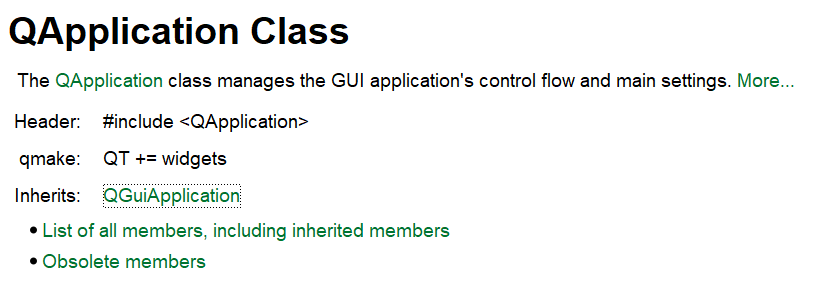 QApplication Class
The QApplication class manages the GUI application's control flow and main settings. More...
Header: #include <QApplication>
qmake: QT += widgets
Inherits: QGuiApplication
• List of all members, including inherited members
• Obsolete members